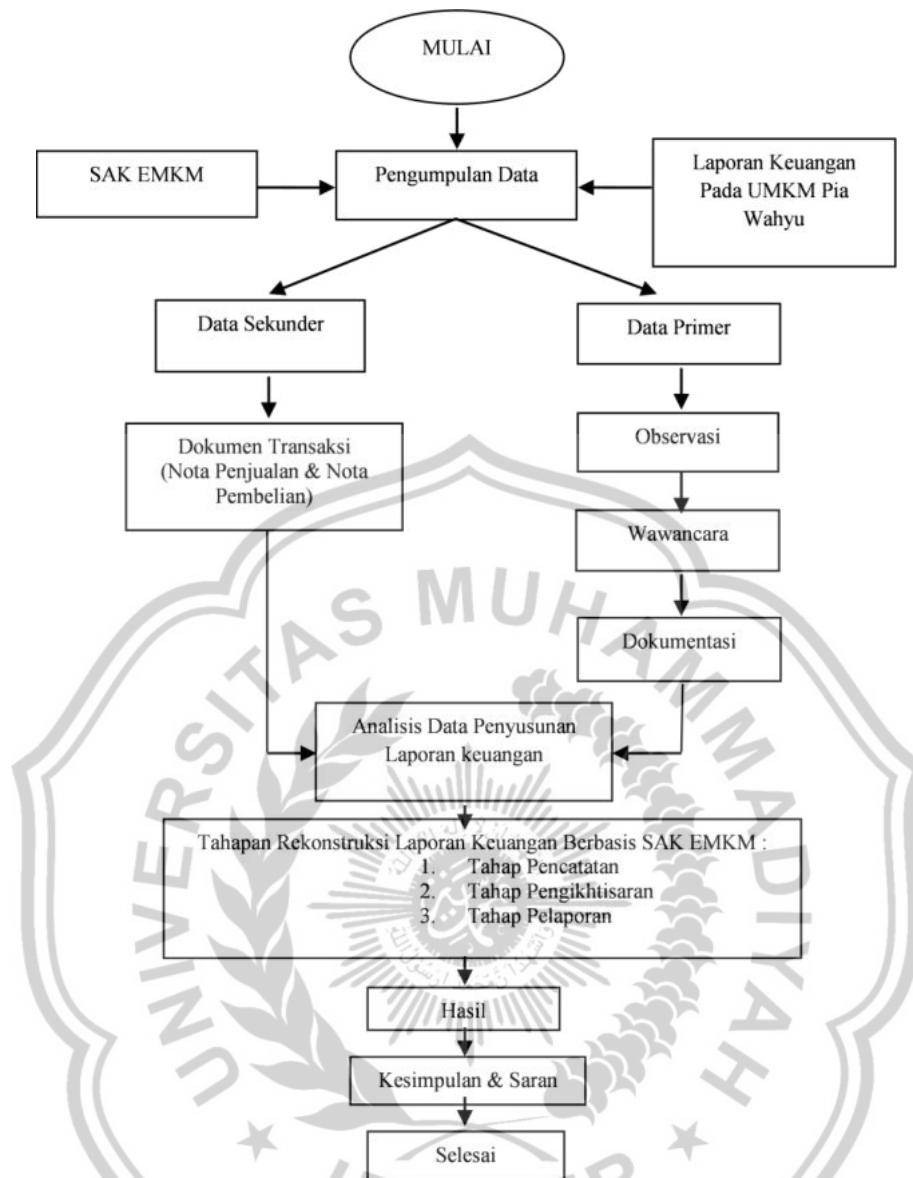 MULAI
SAK EMKM
Pengumpulan Data
Laporan Keuangan
Pada UMKM Pia
Wahyu
Data Sekunder
Data Primer
Dokumen Transaksi
(Nota Penjualan & Nota
Pembelian)
Observasi
Wawancara
Dokumentasi
Analisis Data Penyusunan
Laporan keuangan
Tahapan Rekonstruksi Laporan Keuangan Berbasis SAK EMKM :
1. Tahap Pencatatan
2. Tahap Pengikhtisaran
3. Tahap Pelaporan
Hasil
Kesimpulan & Saran
Selesai
UNIVERSITAS MUHAMMADIYAH